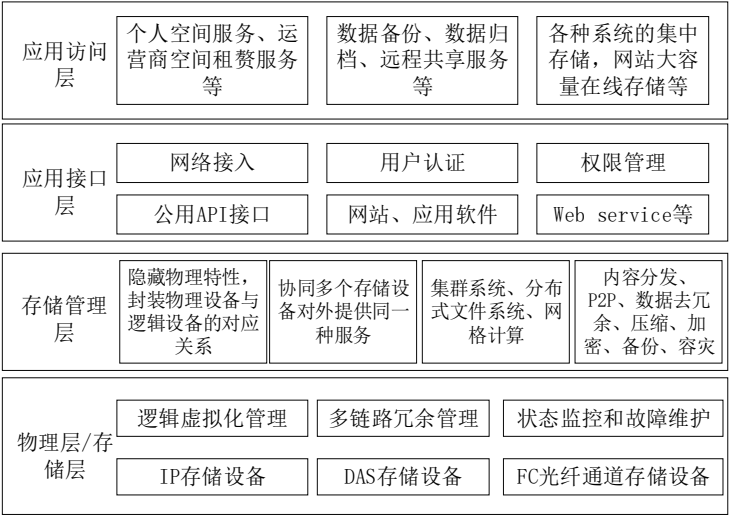 应用访问
层
个人空间服务、运
营商空间租赘服务
等
数据备份、数据归
档、远程共享服务
等
各种系统的集中
存储，网站大容
量在线存储等
应用接口
层
网络接入
用户认证
权限管理
公用API接口
网站、应用软件
Web service等
存储管理
层
隐藏物理特性，
封装物理设备与
逻辑设备的对应
关系
协同多个存储设
备对外提供同一
种服务
集群系统、分布
式文件系统、网
格计算
内容分发、
P2P、数据去冗
余、压缩、加
密、备份、容灾
物理层/存
储层
逻辑虚拟化管理
多链路冗余管理
状态监控和故障维护
IP存储设备
DAS存储设备
FC光纤通道存储设备